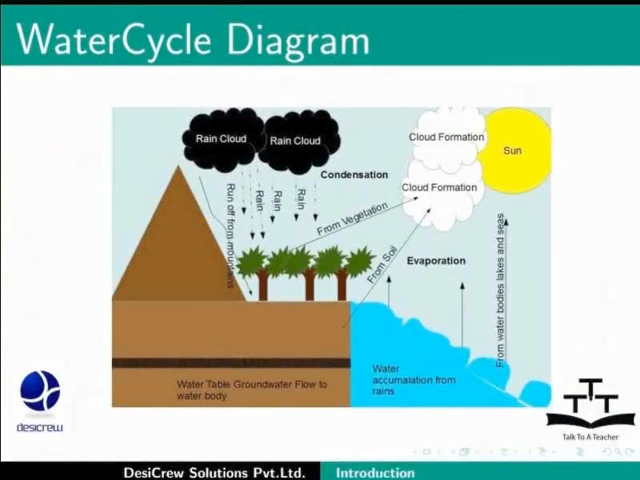 WaterCycle Diagram
Rain Cloud
Rain Cloud
Cloud Formation
Sun
Cloud Formation
Condensation
Run off from mountains
Rain
Rain
Rain
From Vegetation
From Soil
Evaporation
From water bodies lakes and seas
Water Table Groundwater Flow to
water body
Water
accumalation from
rains
desicrew
TTT
Talk To A Teacher
DesiCrew Solutions Pvt.Ltd.
Introduction